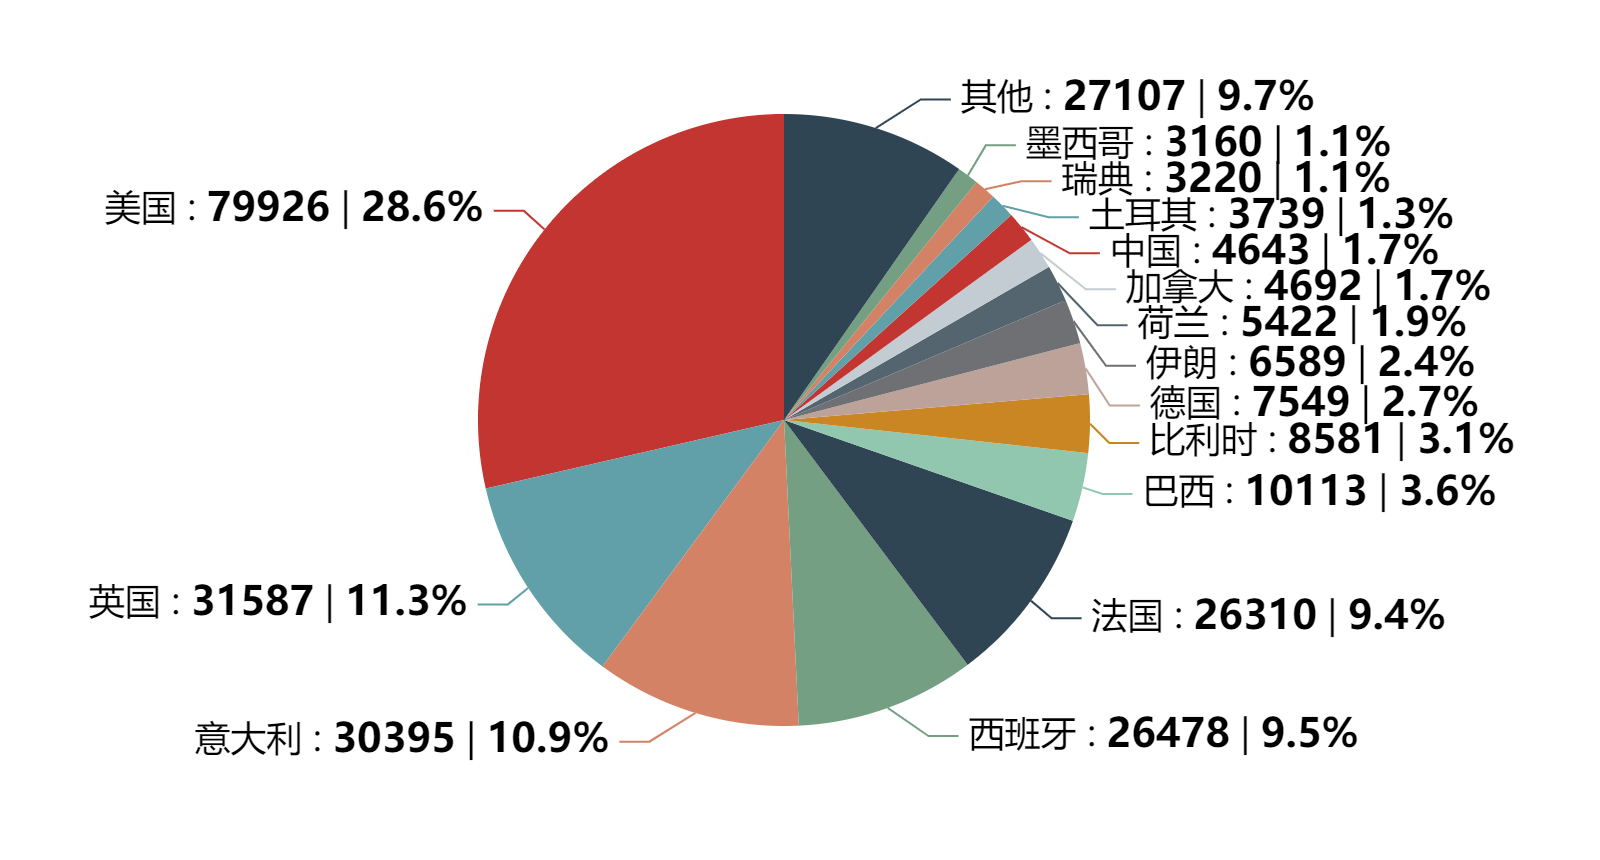 其他 : 27107 | 9.7%
墨西哥 : 3160 | 1.1%
瑞典 : 3220 | 1.1%
土耳其 : 3739 | 1.3%
中国 : 4643 | 1.7%
加拿大 : 4692 | 1.7%
荷兰 : 5422 | 1.9%
伊朗 : 6589 | 2.4%
德国 : 7549 | 2.7%
比利时 : 8581 | 3.1%
巴西 : 10113 | 3.6%
法国 : 26310 | 9.4%
西班牙 : 26478 | 9.5%
意大利 : 30395 | 10.9%
英国 : 31587 | 11.3%
美国 : 79926 | 28.6%